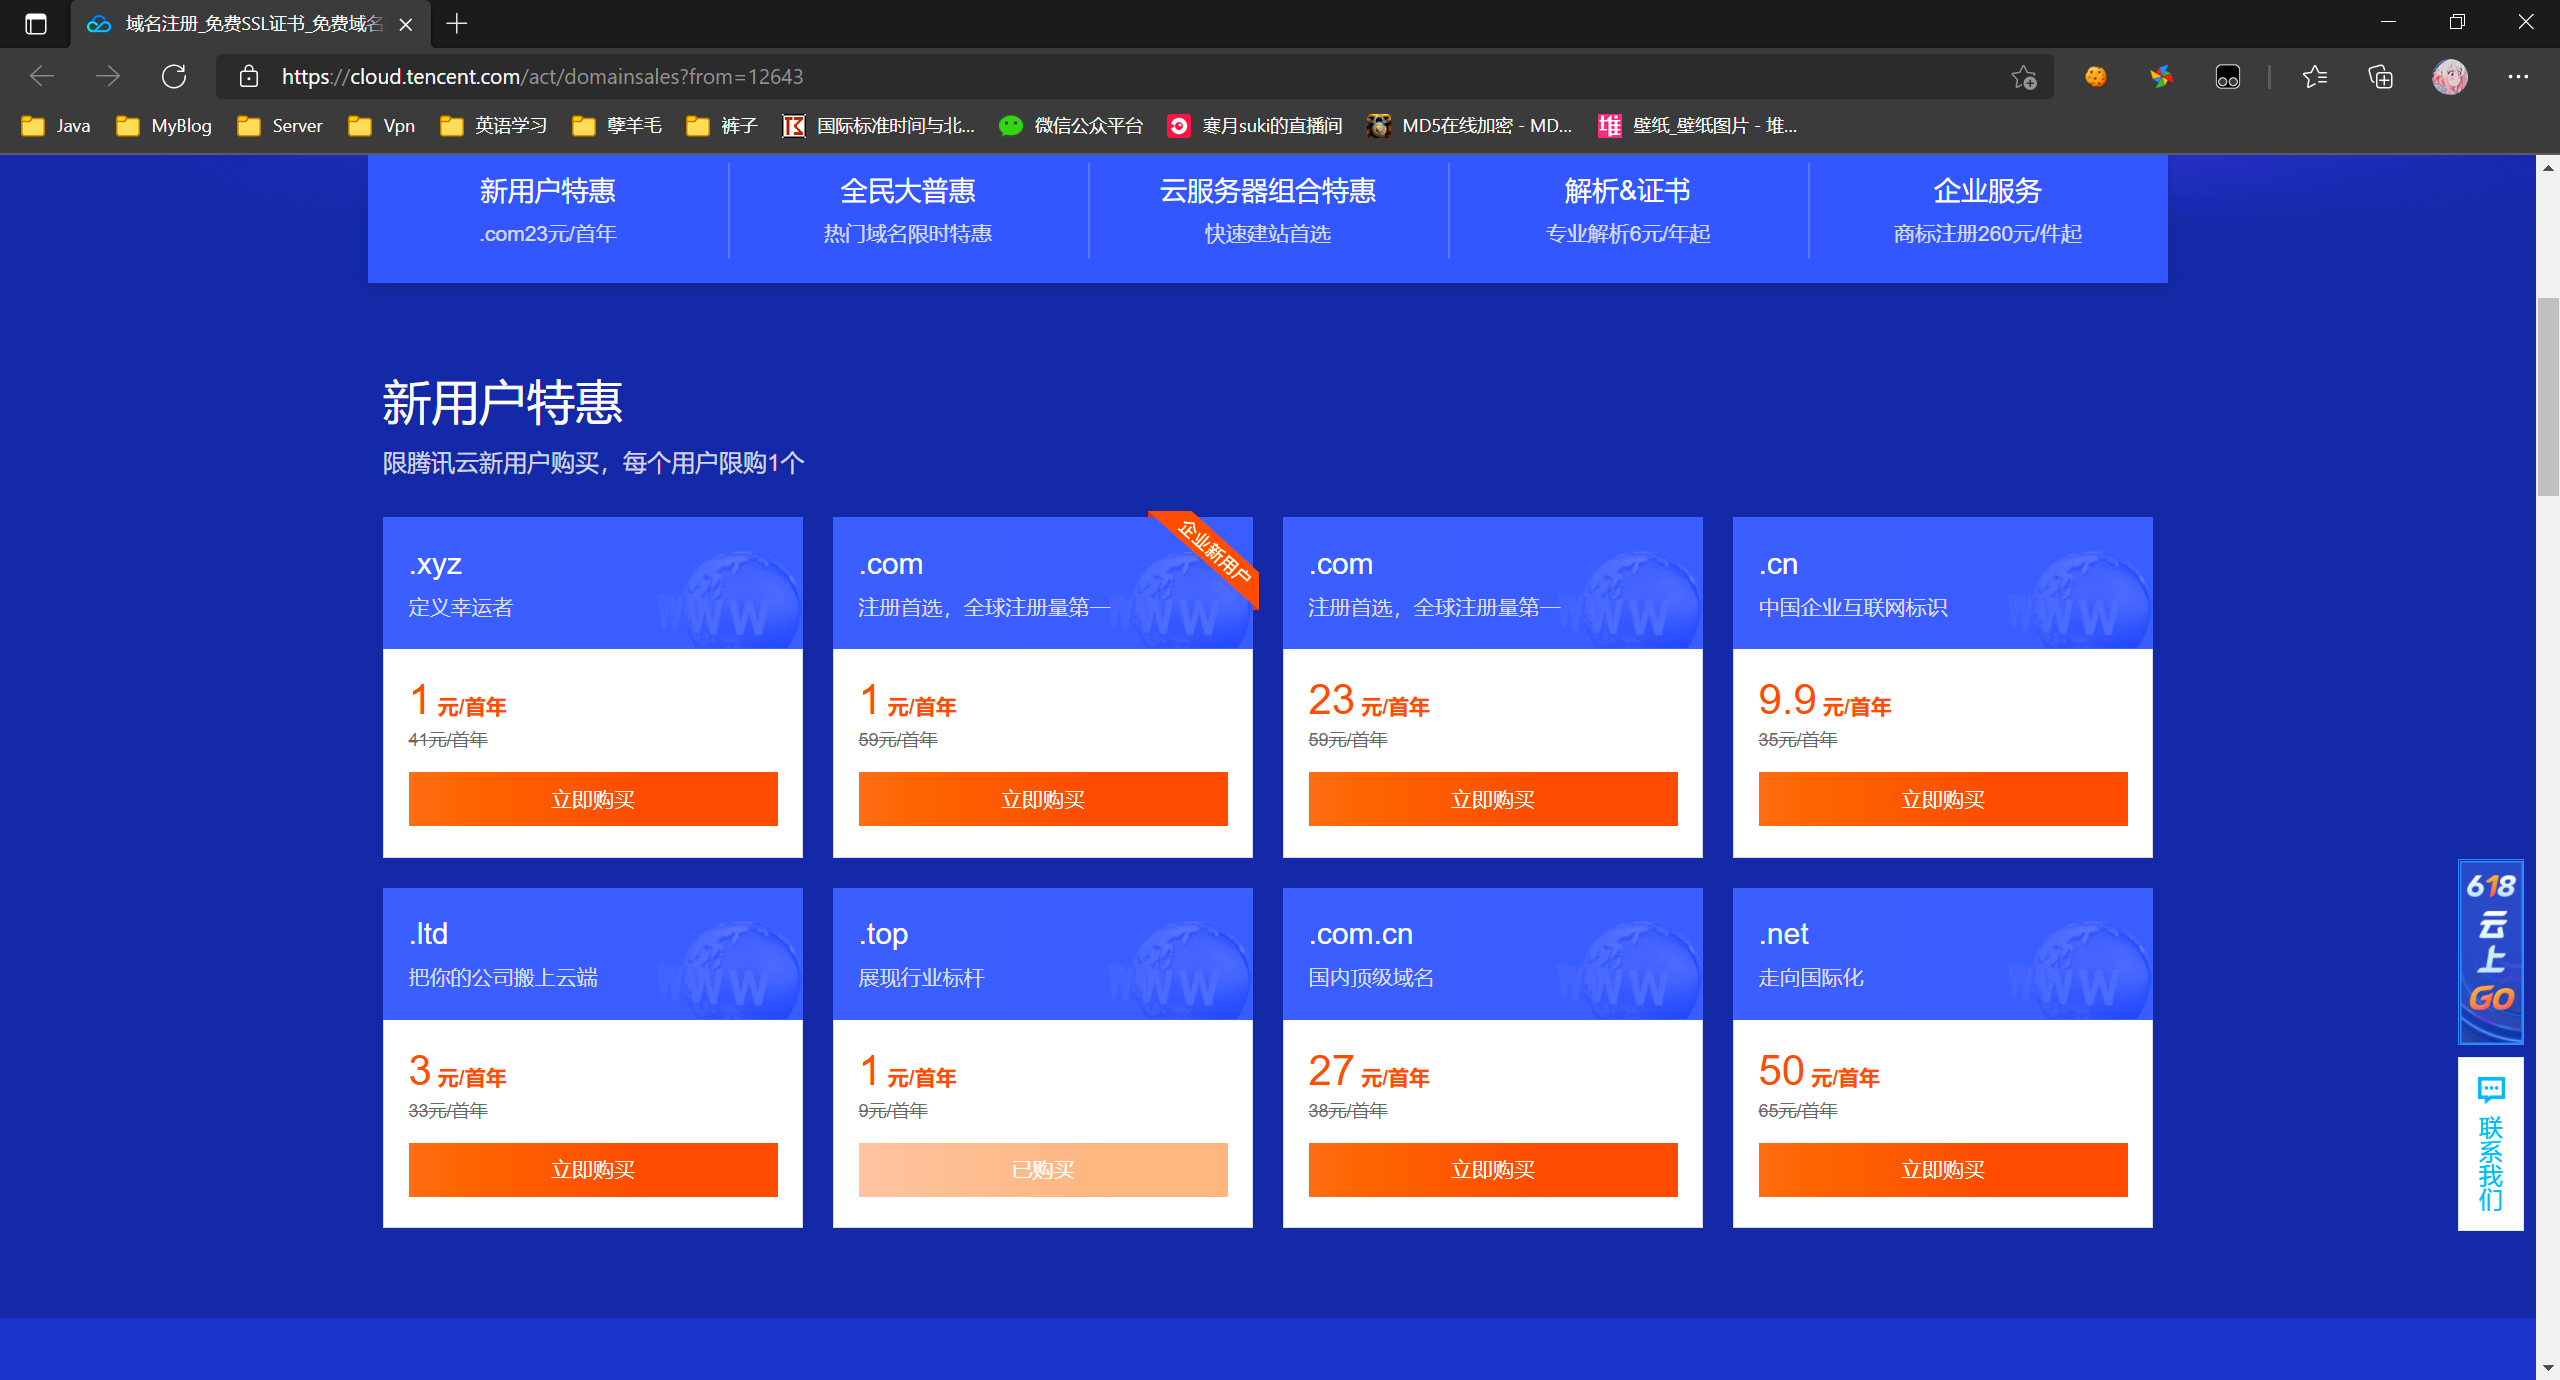 域名注册_免费SSL证书_免费域名
https://cloud.tencent.com/act/domainsales?from=12643
Java
MyBlog
Server
Vpn
英语学习
孽羊毛
裤子
国际标准时间与北...
微信公众平台
寒月suki的直播间
MD5在线加密 - MD...
壁纸_壁纸图片 - 堆...
新用户特惠
.com23元/首年
全民大普惠
热门域名限时特惠
云服务器组合特惠
快速建站首选
解析&证书
专业解析6元/年起
企业服务
商标注册260元/件起
新用户特惠
限腾讯云新用户购买，每个用户限购1个
.xyz
定义幸运者
WWW
1 元/首年
41元/首年
立即购买
企业新用户
.com
注册首选，全球注册量第一
WWW
1 元/首年
59元/首年
立即购买
.com
注册首选，全球注册量第一
WWW
23 元/首年
59元/首年
立即购买
.cn
中国企业互联网标识
WWW
9.9 元/首年
35元/首年
立即购买
.ltd
把你的公司搬上云端
WWW
3 元/首年
33元/首年
立即购买
.top
展现行业标杆
WWW
1 元/首年
9元/首年
已购买
.com.cn
国内顶级域名
WWW
27 元/首年
38元/首年
立即购买
.net
走向国际化
WWW
50 元/首年
65元/首年
立即购买
618
云
上
GO
联
系
我
们